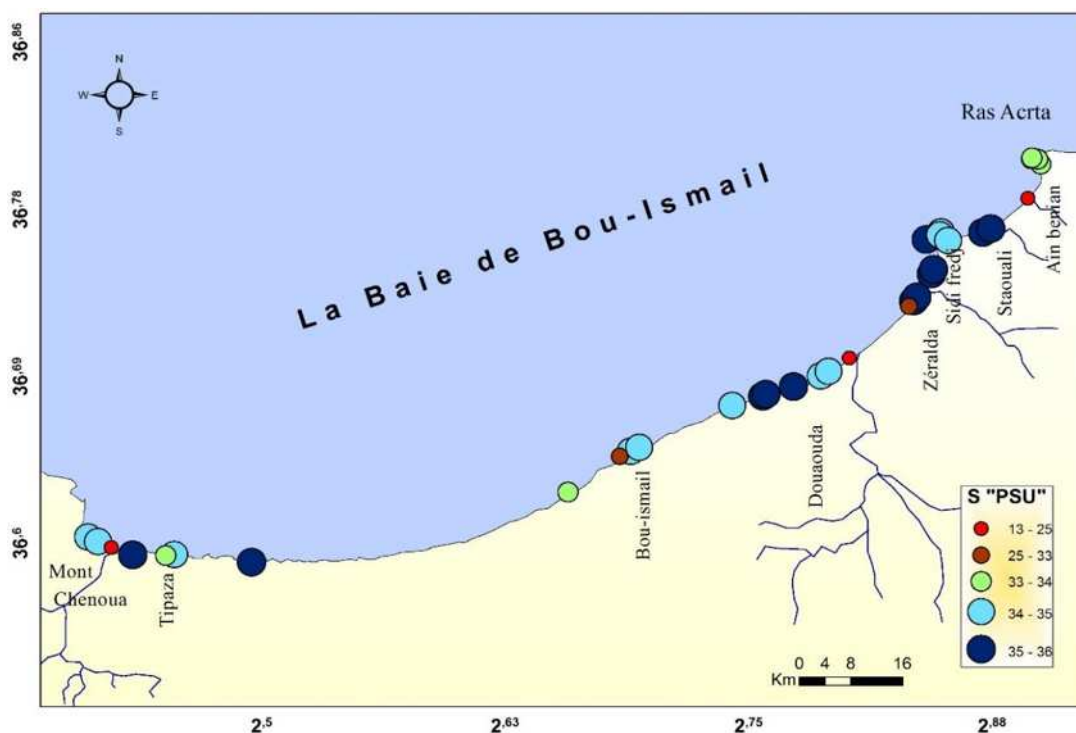 36,86
36,78
36,69
36,6
N
W E
S
Ras Acrta
La Baie de Bou-Ismail
Ain benian
Staouali
Sidi fredj
Zéralda
Douaouda
Bou-ismail
Tipaza
Mont
Chenoua
S "PSU"
13 - 25
25 - 33
33 - 34
34 - 35
35 - 36
0 4 8 16
Km
2,5
2,63
2,75
2,88